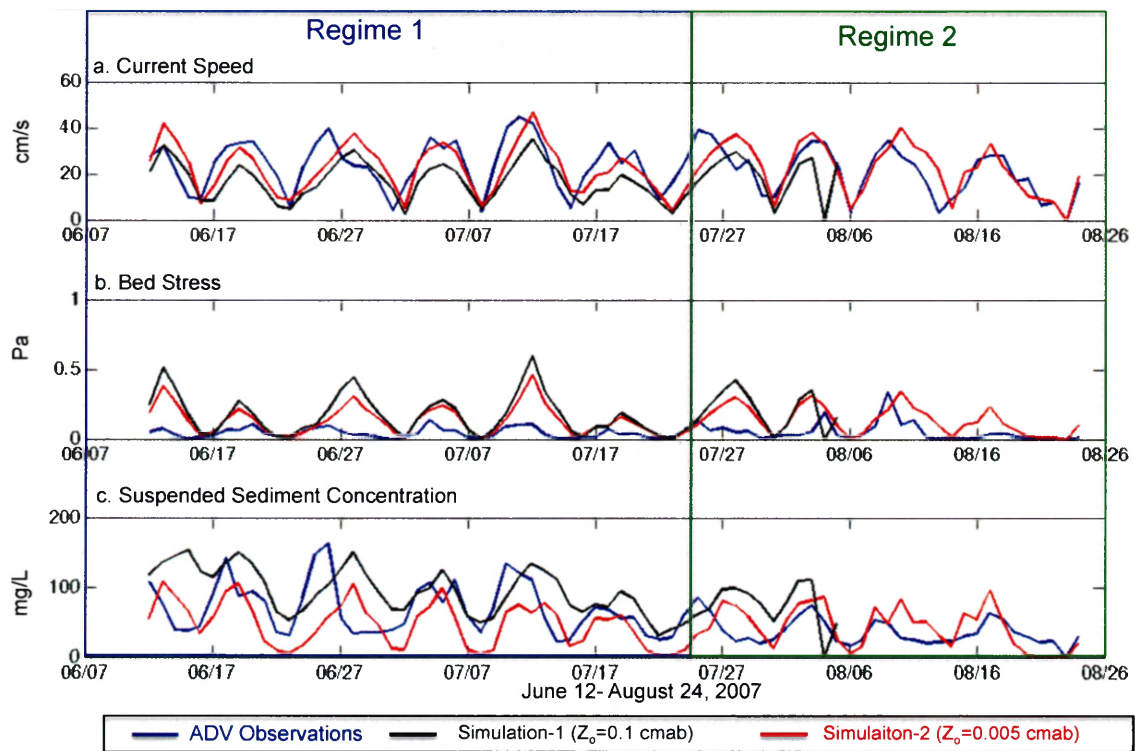 Regime 1
Regime 2
a. Current Speed
60
40
20
0
cm/s
06/07 06/17 06/27 07/07 07/17 07/27 08/06 08/16 08/26
b. Bed Stress
1
0.5
0
Pa
06/07 06/17 06/27 07/07 07/17 07/27 08/06 08/16 08/26
c. Suspended Sediment Concentration
200
100
0
mg/L
06/07 06/17 06/27 07/07 07/17 07/27 08/06 08/16 08/26
June 12- August 24, 2007
ADV Observations Simulation-1 (Zo=0.1 cmab) Simulaiton-2 (Zo=0.005 cmab)